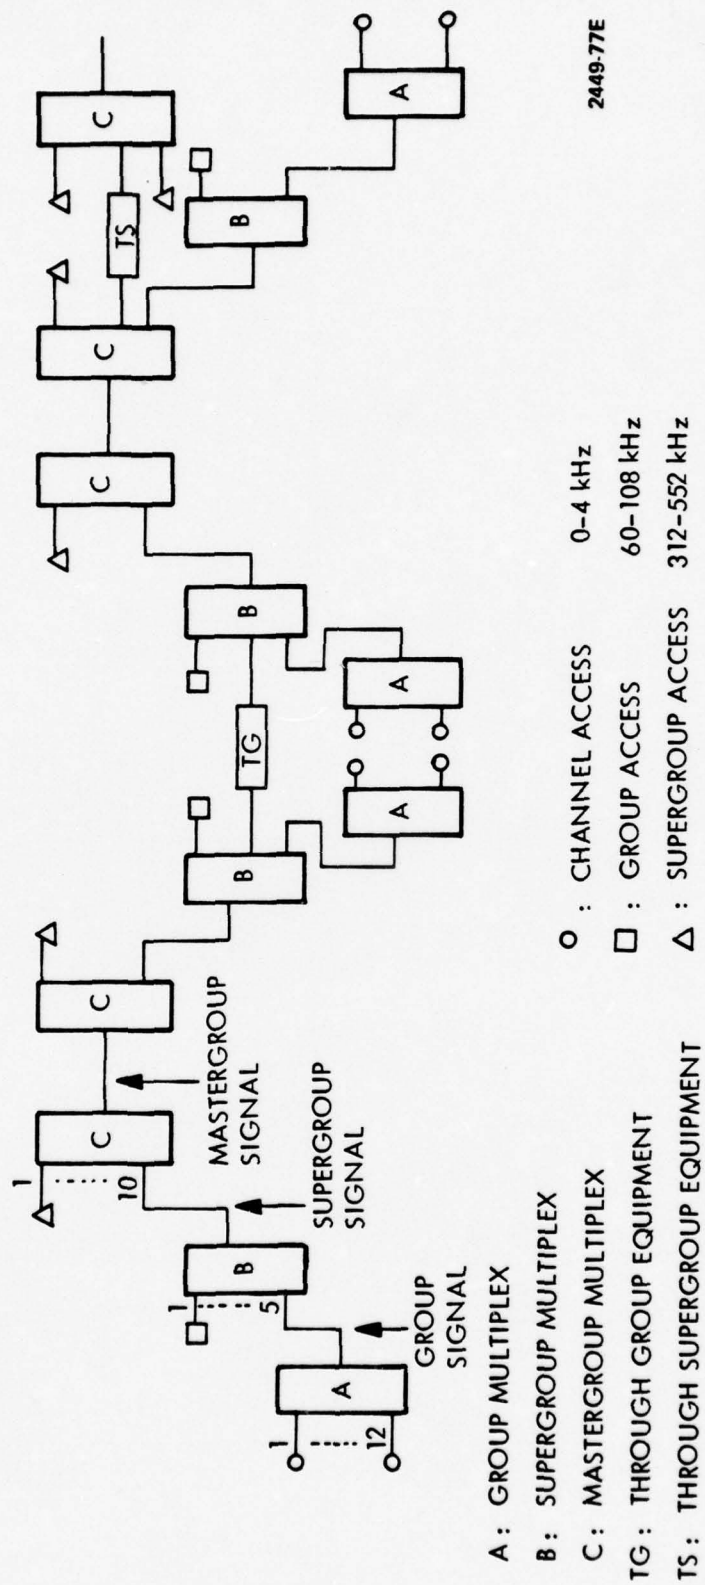 C
C
C
C
C
TS
B
B
TG
B
B
A
A
A
A
1
10
MASTERGROUP
SIGNAL
SUPERGROUP
SIGNAL
1
5
GROUP
SIGNAL
1
12
A : GROUP MULTIPLEX
B : SUPERGROUP MULTIPLEX
C : MASTERGROUP MULTIPLEX
TG : THROUGH GROUP EQUIPMENT
TS : THROUGH SUPERGROUP EQUIPMENT
: CHANNEL ACCESS 0-4 kHz
: GROUP ACCESS 60-108 kHz
: SUPERGROUP ACCESS 312-552 kHz
2449-77E